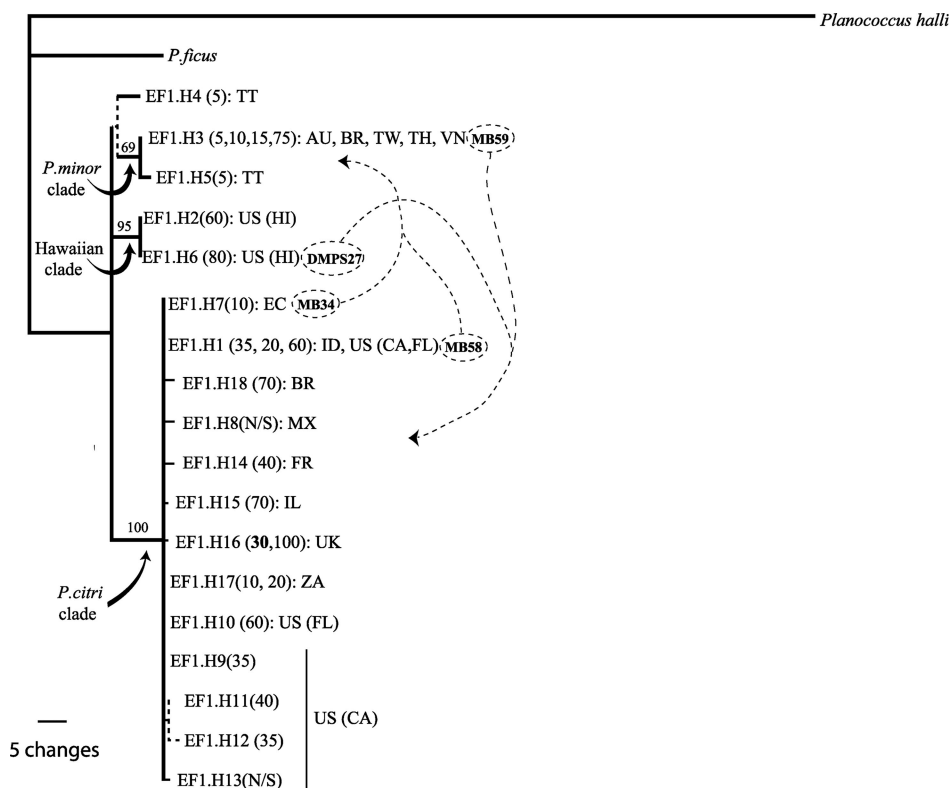 Planococcus halli
P.ficus
EF1.H4 (5): TT
EF1.H3 (5,10,15,75): AU, BR, TW, TH, VN MB59
69
P.minor
clade
EF1.H5(5): TT
EF1.H2(60): US (HI)
95
Hawaiian
clade
EF1.H6 (80): US (HI) DMPS27
EF1.H7(10): EC MB34
EF1.H1 (35, 20, 60): ID, US (CA,FL) MB58
EF1.H18 (70): BR
EF1.H8(N/S): MX
EF1.H14 (40): FR
EF1.H15 (70): IL
100
EF1.H16 (30,100): UK
EF1.H17(10, 20): ZA
P.citri
clade
EF1.H10 (60): US (FL)
EF1.H9(35)
EF1.H11(40)
US (CA)
EF1.H12 (35)
5 changes
EF1.H13(N/S)